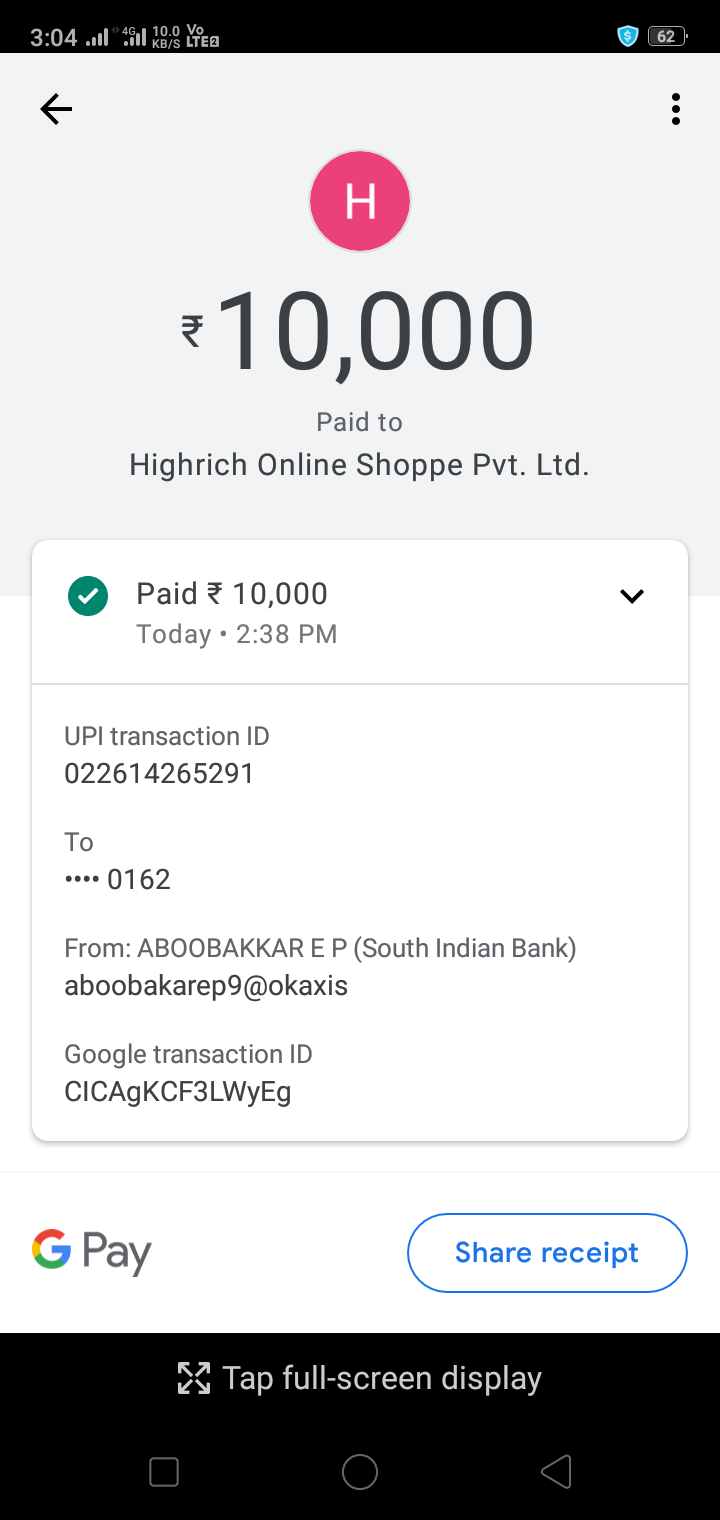 3:04 4G 10.0 KB/S Vo LTE2 62
H
₹10,000
Paid to
Highrich Online Shoppe Pvt. Ltd.
Paid ₹ 10,000
Today • 2:38 PM
UPI transaction ID
022614265291
To
•••• 0162
From: ABOOBAKKAR E P (South Indian Bank)
aboobakarep9@okaxis
Google transaction ID
CICAgKCF3LWyEg
G Pay
Share receipt
Tap full-screen display